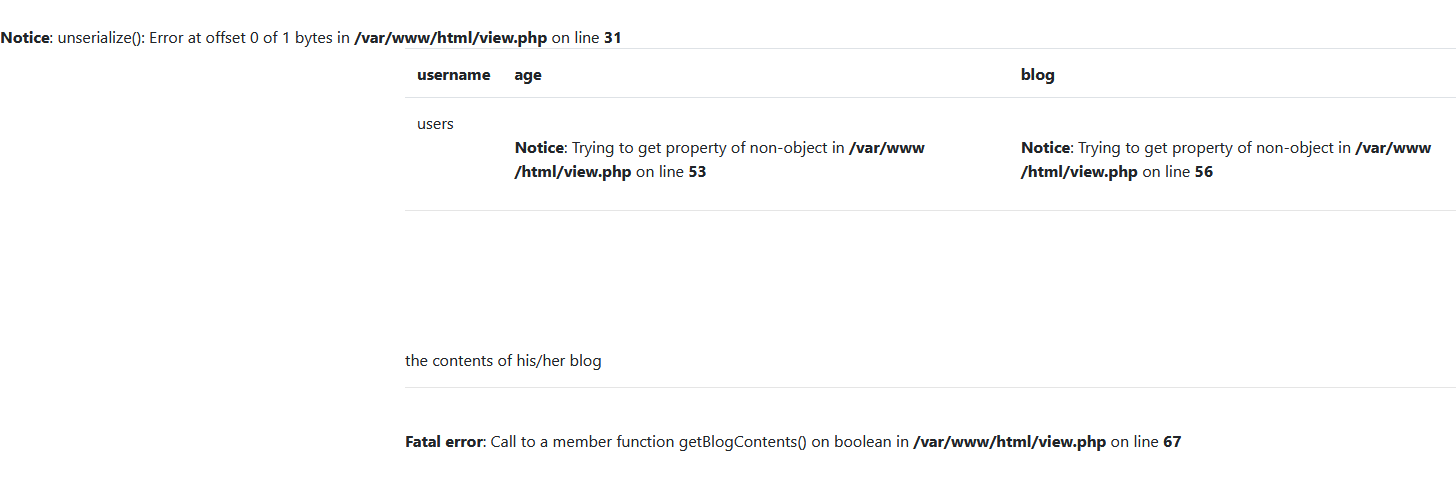 Notice: unserialize(): Error at offset 0 of 1 bytes in /var/www/html/view.php on line 31
username age blog
users
Notice: Trying to get property of non-object in /var/www
/html/view.php on line 53
Notice: Trying to get property of non-object in /var/www
/html/view.php on line 56
the contents of his/her blog
Fatal error: Call to a member function getBlogContents() on boolean in /var/www/html/view.php on line 67